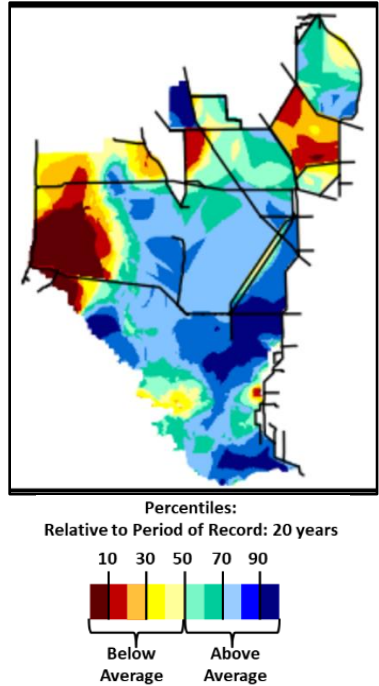 Percentiles:
Relative to Period of Record: 20 years
10 30 50 70 90
Below Above
Average Average